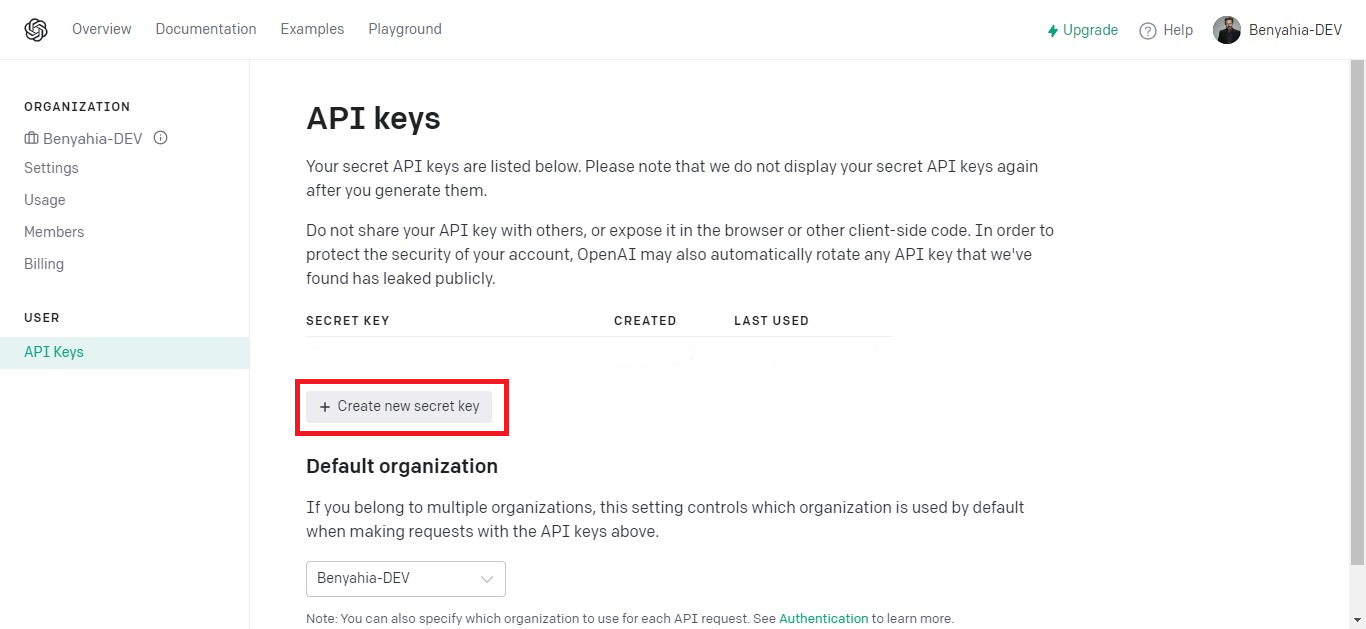 Overview Documentation Examples Playground Upgrade Help Benyahia-DEV
ORGANIZATION
Benyahia-DEV
Settings
Usage
Members
Billing
USER
API Keys
API keys
Your secret API keys are listed below. Please note that we do not display your secret API keys again
after you generate them.
Do not share your API key with others, or expose it in the browser or other client-side code. In order to
protect the security of your account, OpenAI may also automatically rotate any API key that we've
found has leaked publicly.
SECRET KEY CREATED LAST USED
+ Create new secret key
Default organization
If you belong to multiple organizations, this setting controls which organization is used by default
when making requests with the API keys above.
Benyahia-DEV
Note: You can also specify which organization to use for each API request. See Authentication to learn more.